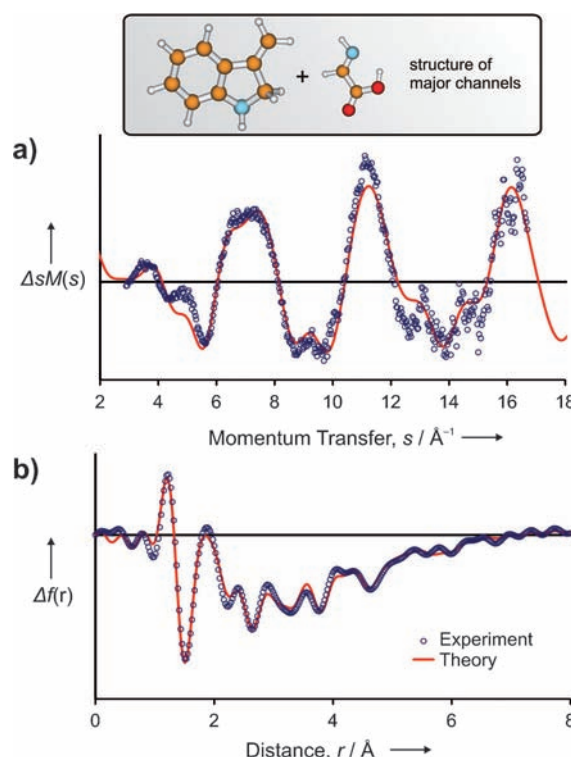 +
structure of
major channels
a)
ΔsM(s)
2 4 6 8 10 12 14 16 18
Momentum Transfer, s / Å⁻¹
b)
Δf(r)
Experiment
Theory
0 2 4 6 8
Distance, r / Å